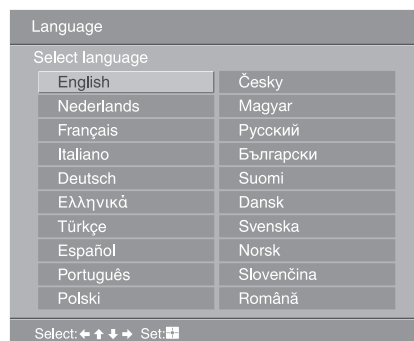 Language
Select language
English
Nederlands
Français
Italiano
Deutsch
Ελληνικά
Türkçe
Español
Português
Polski
Česky
Magyar
Русский
Български
Suomi
Dansk
Svenska
Norsk
Slovenčina
Română
Select: Set: